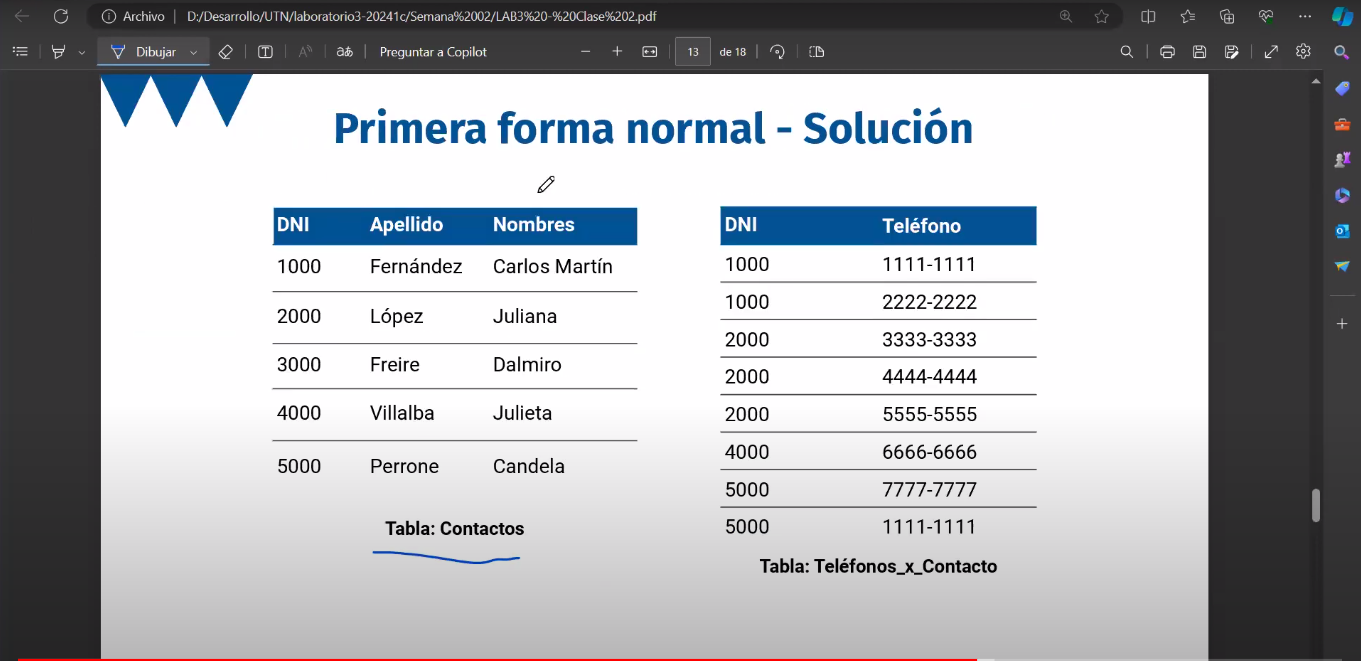 Archivo D:/Desarrollo/UTN/laboratorio3-20241c/Semana%2002/LAB3%20-%20Clase%202.pdf
Dibujar Preguntar a Copilot 13 de 18
Primera forma normal - Solución
DNI Apellido Nombres
1000 Fernández Carlos Martín
2000 López Juliana
3000 Freire Dalmiro
4000 Villalba Julieta
5000 Perrone Candela
Tabla: Contactos
DNI Teléfono
1000 1111-1111
1000 2222-2222
2000 3333-3333
2000 4444-4444
2000 5555-5555
4000 6666-6666
5000 7777-7777
5000 1111-1111
Tabla: Teléfonos_x_Contacto